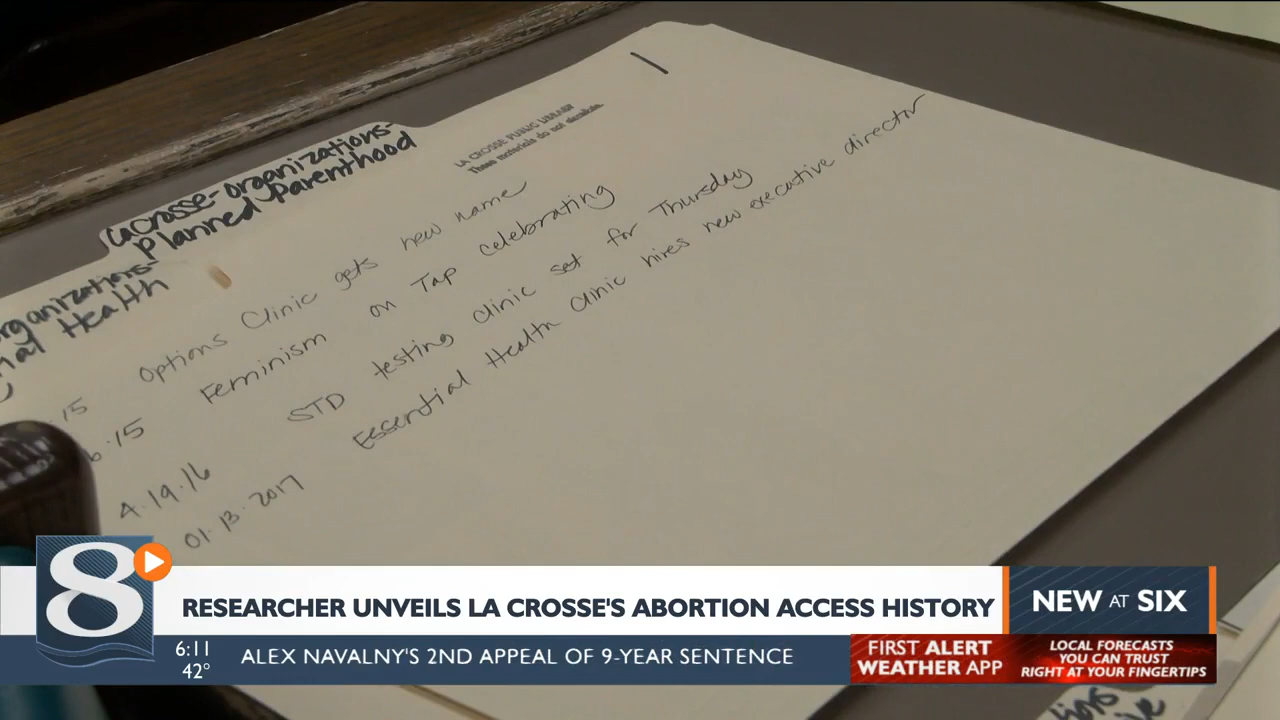 LA CROSSE PUBLIC LIBRARY
These materials do not circulate.
LaCrosse-Organizations-
Planned Parenthood
Health
15 Options Clinic gets new name
15 Feminism on Tap celebrating
4.19.16 STD testing clinic set for Thursday
01.13.2017 Essential Health Clinic hires new executive director
8
RESEARCHER UNVEILS LA CROSSE'S ABORTION ACCESS HISTORY
NEW AT SIX
6:11
42°
ALEX NAVALNY'S 2ND APPEAL OF 9-YEAR SENTENCE
FIRST ALERT
WEATHER APP
LOCAL FORECASTS
YOU CAN TRUST
RIGHT AT YOUR FINGERTIPS